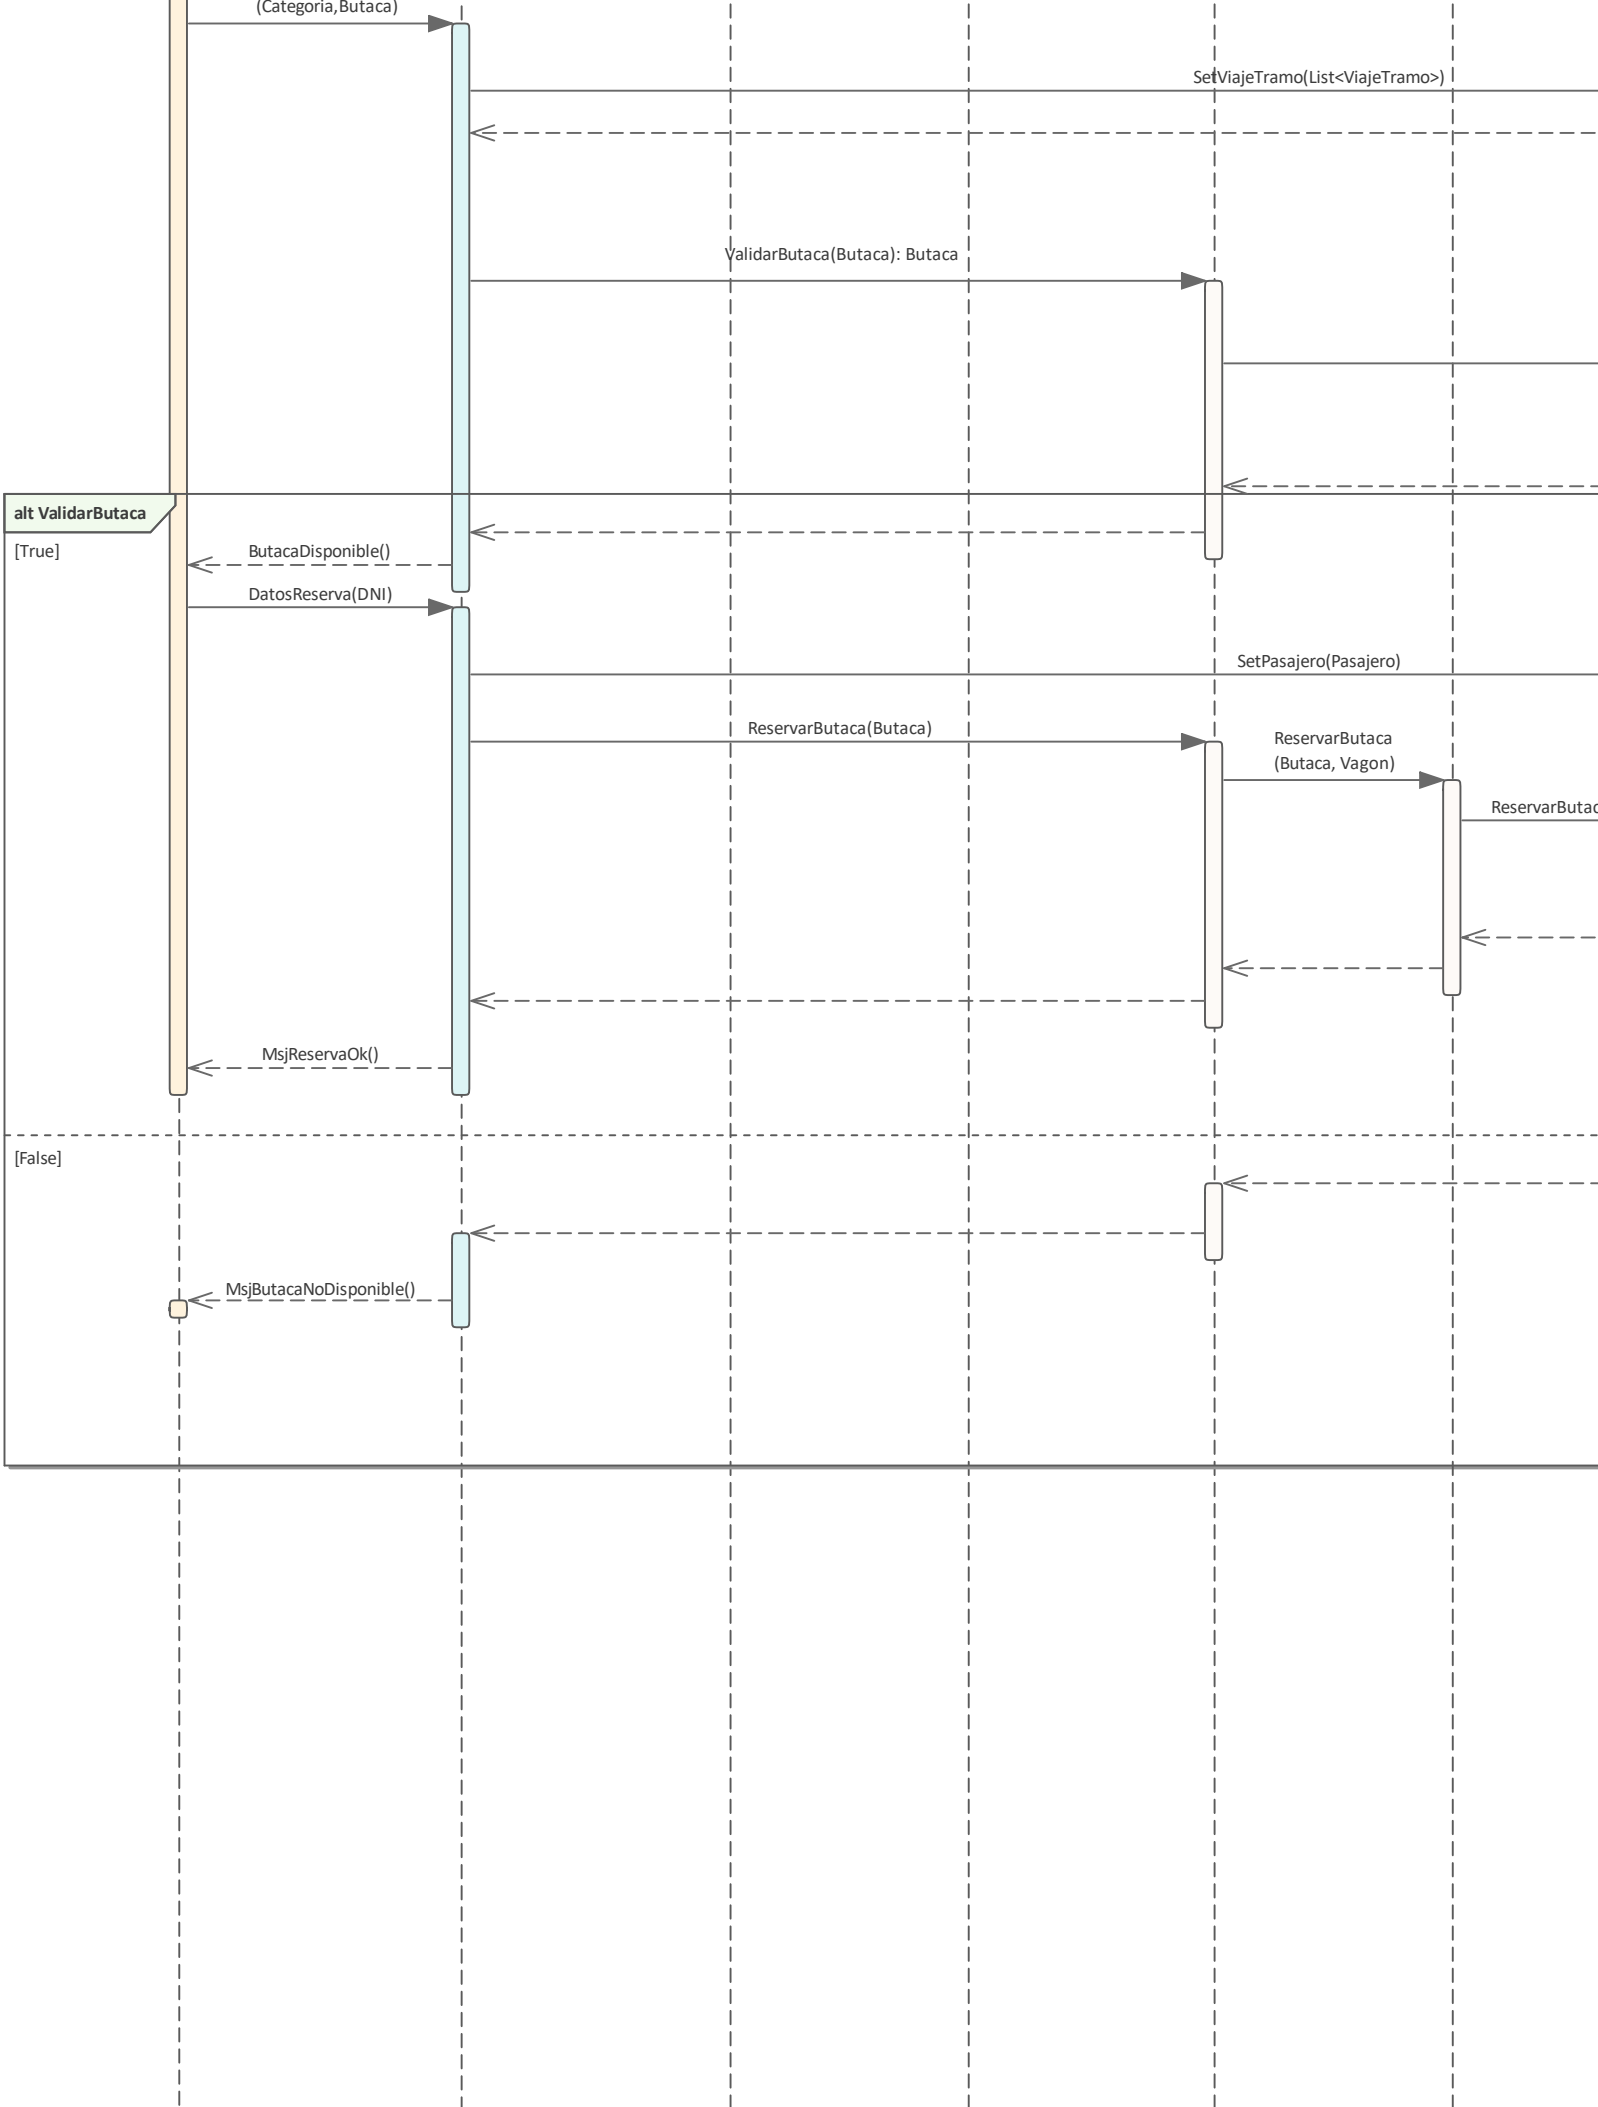 (Categoria,Butaca)
SetViajeTramo(List<ViajeTramo>)
ValidarButaca(Butaca): Butaca
alt ValidarButaca
[True]
ButacaDisponible()
DatosReserva(DNI)
SetPasajero(Pasajero)
ReservarButaca(Butaca)
ReservarButaca
(Butaca, Vagon)
ReservarButac
MsjReservaOk()
[False]
MsjButacaNoDisponible()